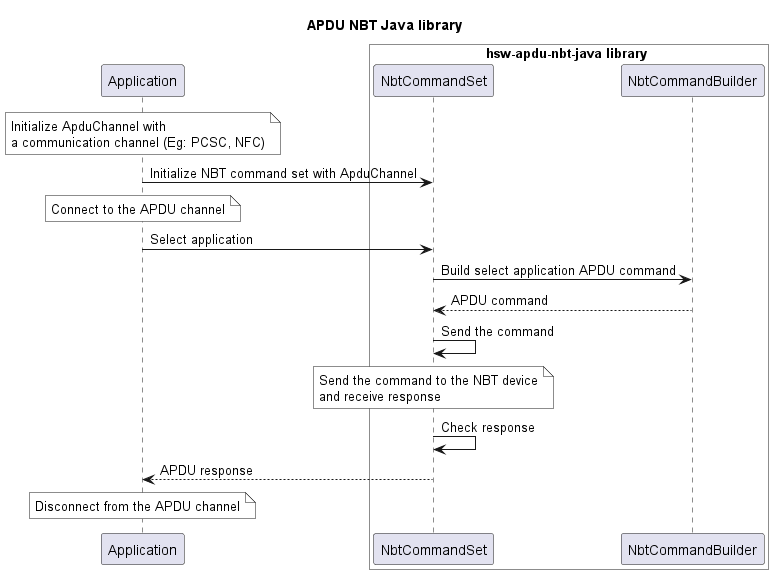 APDU NBT Java library
hsw-apdu-nbt-java library
Application
NbtCommandSet
NbtCommandBuilder
Initialize ApduChannel with
a communication channel (Eg: PCSC, NFC)
Initialize NBT command set with ApduChannel
Connect to the APDU channel
Select application
Build select application APDU command
APDU command
Send the command
Send the command to the NBT device
and receive response
Check response
APDU response
Disconnect from the APDU channel
Application
NbtCommandSet
NbtCommandBuilder